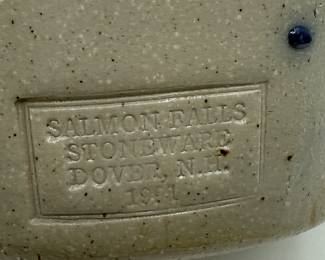 SALMON FALLS
STONEWARE
DOVER, N.H.